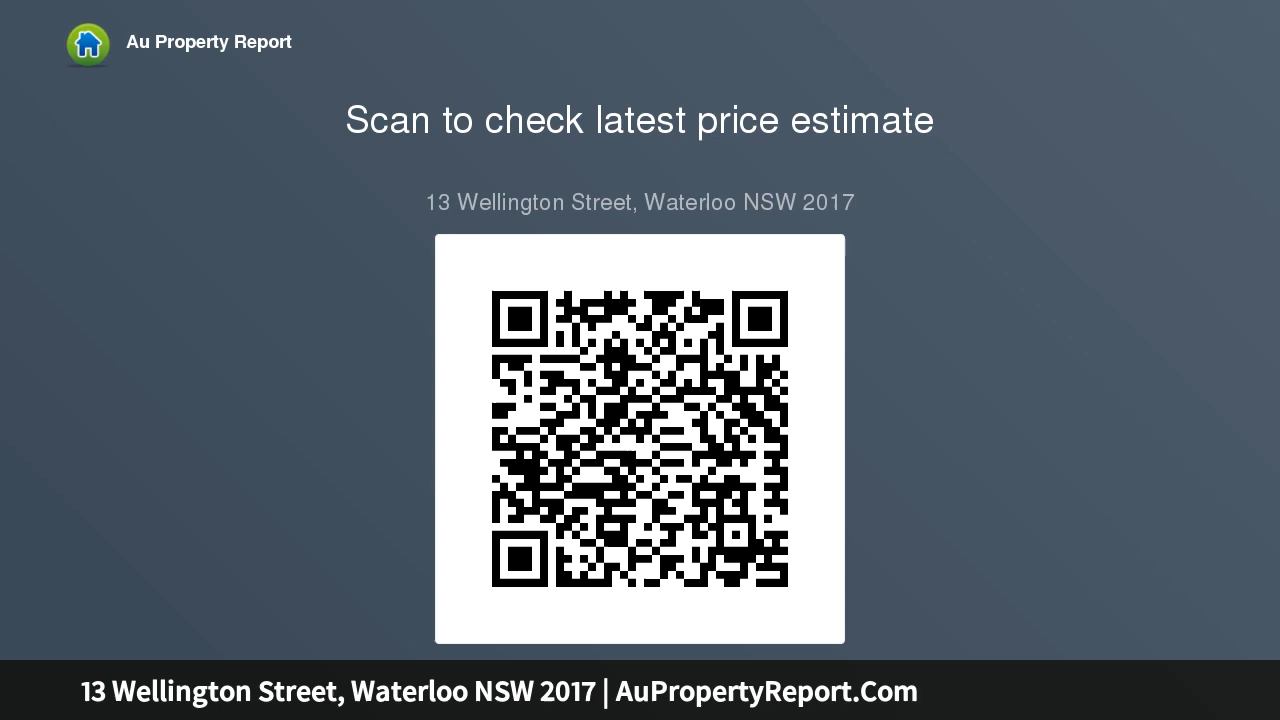 Au Property Report
Scan to check latest price estimate
13 Wellington Street, Waterloo NSW 2017
13 Wellington Street, Waterloo NSW 2017 | AuPropertyReport.Com